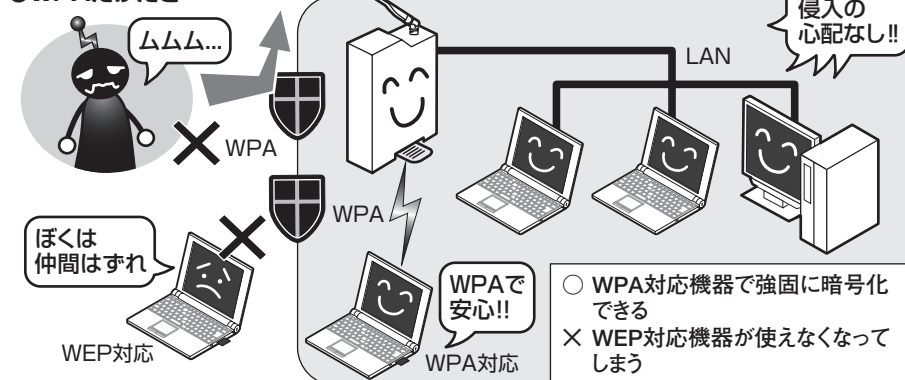 侵入の
心配なし!!
ムムム...
LAN
WPA
WPA
ぼくは
仲間はずれ
WPAで
安心!!
WEP対応
WPA対応
○ WPA対応機器で強固に暗号化
できる
× WEP対応機器が使えなくなって
しまう